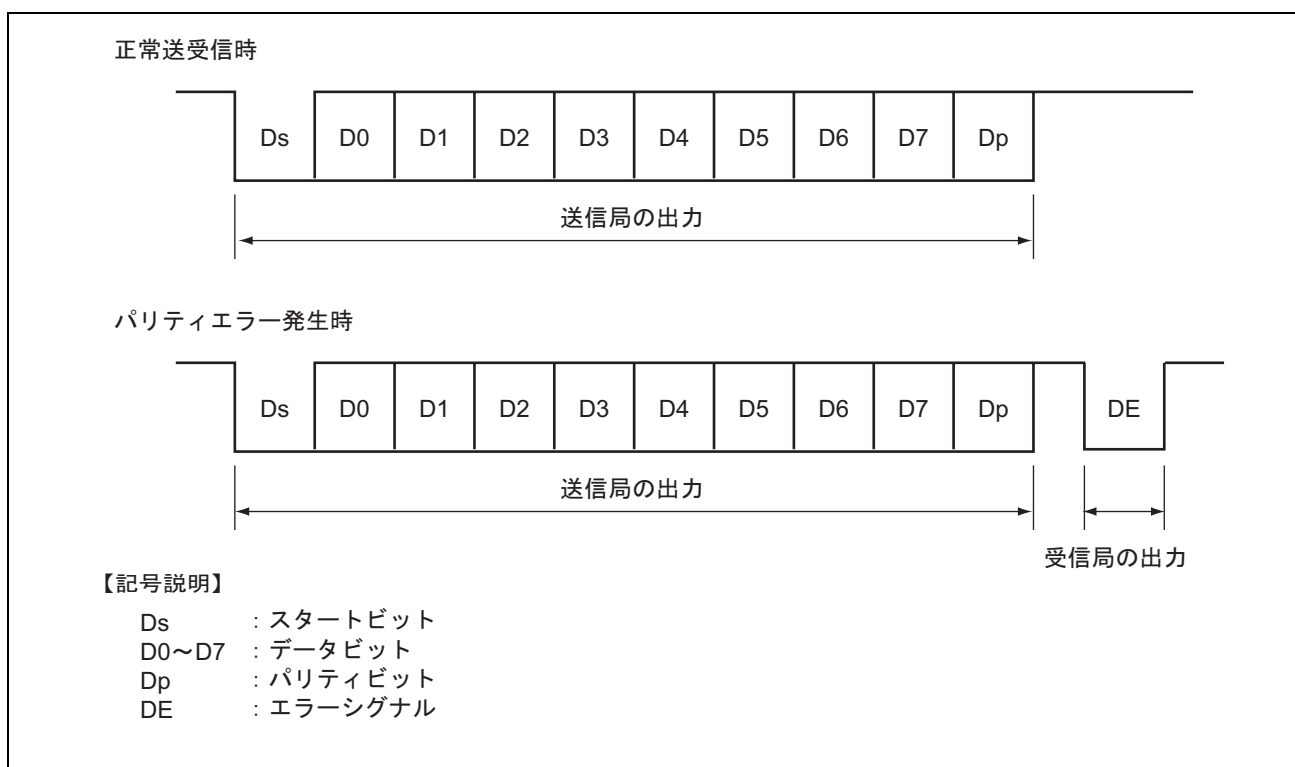 正常送受信時
Ds D0 D1 D2 D3 D4 D5 D6 D7 Dp
送信局の出力
パリティエラー発生時
Ds D0 D1 D2 D3 D4 D5 D6 D7 Dp DE
送信局の出力
受信局の出力
【記号説明】
Ds : スタートビット
D0～D7 : データビット
Dp : パリティビット
DE : エラーシグナル